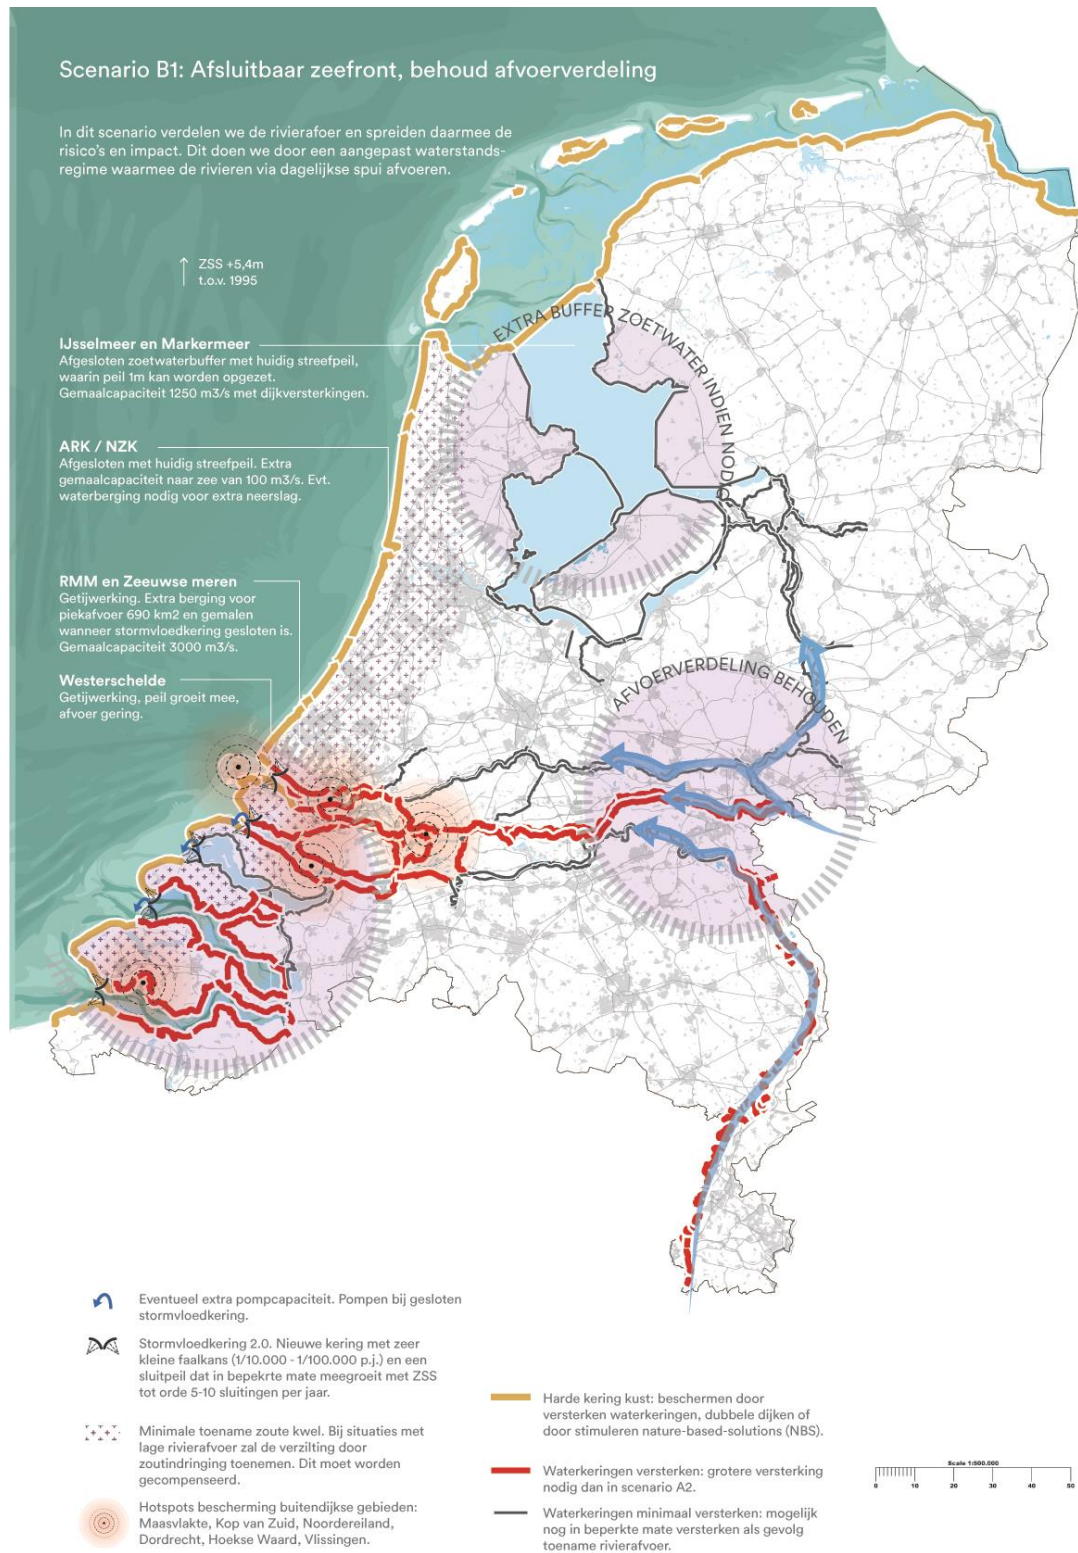 Scenario B1: Afsluitbaar zeefront, behoud afvoerverdeling
In dit scenario verdelen we de rivierafoer en spreiden daarmee de
risico's en impact. Dit doen we door een aangepast waterstands-
regime waarmee de rivieren via dagelijkse spui afvoeren.
ZSS +5,4m
t.o.v. 1995
IJsselmeer en Markermeer
Afgesloten zoetwaterbuffer met huidig streefpeil,
waarin peil 1m kan worden opgezet.
Gemaalcapaciteit 1250 m3/s met dijkversterkingen.
ARK / NZK
Afgesloten met huidig streefpeil. Extra
gemaalcapaciteit naar zee van 100 m3/s. Evt.
waterberging nodig voor extra neerslag.
RMM en Zeeuwse meren
Getijwerking. Extra berging voor
piekafvoer 690 km2 en gemalen
wanneer stormvloedkering gesloten is.
Gemaalcapaciteit 3000 m3/s.
Westerschelde
Getijwerking, peil groeit mee,
afvoer gering.
EXTRA BUFFER ZOETWATER INDIEN NODIG
AFVOERVERDELING BEHOUDEN
Eventueel extra pompcapaciteit. Pompen bij gesloten
stormvloedkering.
Stormvloedkering 2.0. Nieuwe kering met zeer
kleine faalkans (1/10.000 - 1/100.000 p.j.) en een
sluitpeil dat in bepekrte mate meegroeit met ZSS
tot orde 5-10 sluitingen per jaar.
Minimale toename zoute kwel. Bij situaties met
lage rivierafvoer zal de verzilting door
zoutindringing toenemen. Dit moet worden
gecompenseerd.
Hotspots bescherming buitendijkse gebieden:
Maasvlakte, Kop van Zuid, Noordereiland,
Dordrecht, Hoekse Waard, Vlissingen.
Harde kering kust: beschermen door
versterken waterkeringen, dubbele dijken of
door stimuleren nature-based-solutions (NBS).
Waterkeringen versterken: grotere versterking
nodig dan in scenario A2.
Waterkeringen minimaal versterken: mogelijk
nog in beperkte mate versterken als gevolg
toename rivierafvoer.
Scale 1:500.000
0 10 20 30 40 50